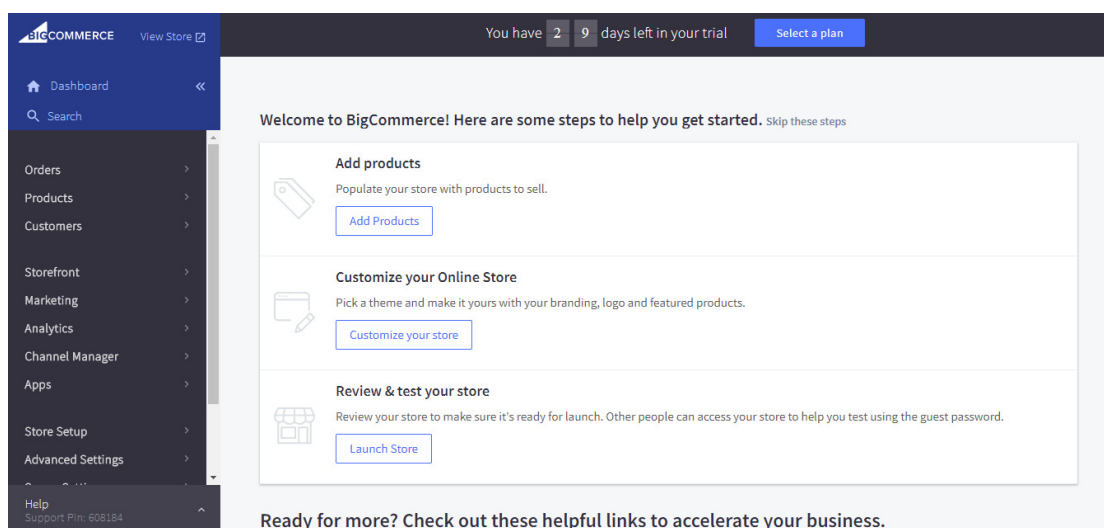 BIGCOMMERCE View Store
You have 2 9 days left in your trial Select a plan
Dashboard
Search
Orders
Products
Customers
Storefront
Marketing
Analytics
Channel Manager
Apps
Store Setup
Advanced Settings
Help
Support Pin: 608184
Welcome to BigCommerce! Here are some steps to help you get started. Skip these steps
Add products
Populate your store with products to sell.
Add Products
Customize your Online Store
Pick a theme and make it yours with your branding, logo and featured products.
Customize your store
Review & test your store
Review your store to make sure it's ready for launch. Other people can access your store to help you test using the guest password.
Launch Store
Ready for more? Check out these helpful links to accelerate your business.